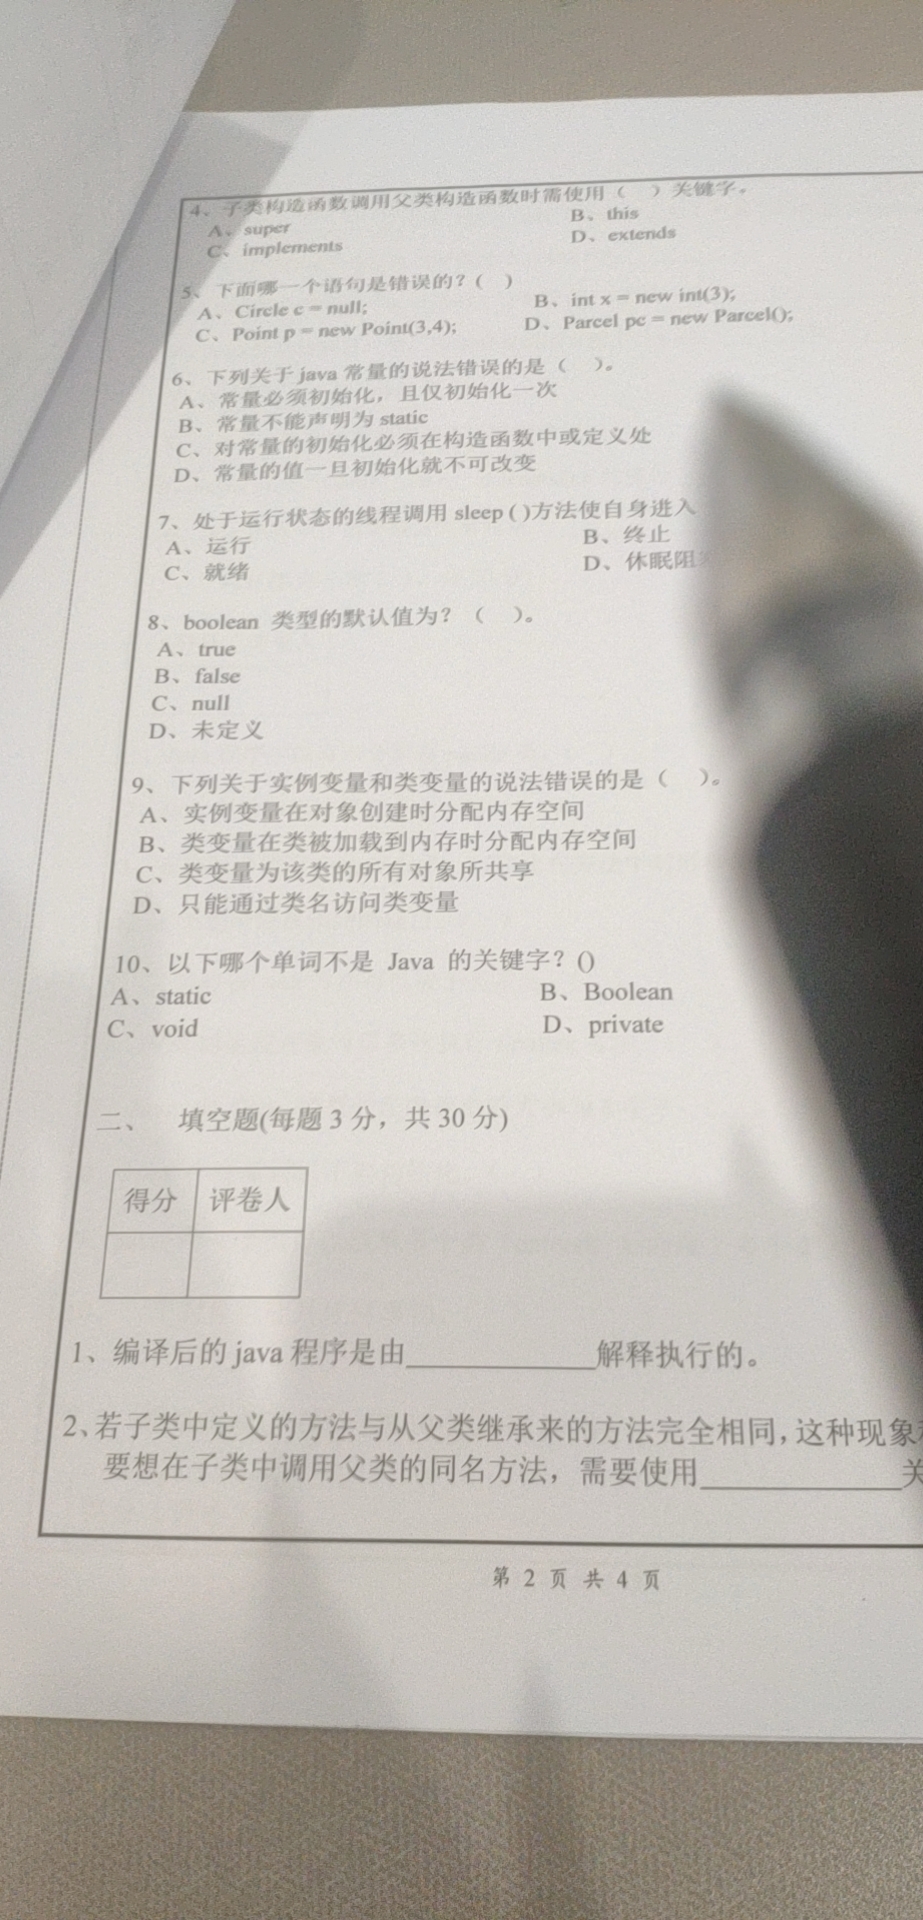 4、子类构造函数调用父类构造函数时需使用（ ）关键字。
A、super B、this
C、implements D、extends
5、下面哪一个语句是错误的？( )
A、Circle c = null; B、int x = new int(3);
C、Point p = new Point(3,4); D、Parcel pc = new Parcel();
6、下列关于 java 常量的说法错误的是（ ）。
A、常量必须初始化，且仅初始化一次
B、常量不能声明为 static
C、对常量的初始化必须在构造函数中或定义处
D、常量的值一旦初始化就不可改变
7、处于运行状态的线程调用 sleep ( )方法使自身进入
A、运行 B、终止
C、就绪 D、休眠阻
8、boolean 类型的默认值为？（ ）。
A、true
B、false
C、null
D、未定义
9、下列关于实例变量和类变量的说法错误的是（ ）。
A、实例变量在对象创建时分配内存空间
B、类变量在类被加载到内存时分配内存空间
C、类变量为该类的所有对象所共享
D、只能通过类名访问类变量
10、以下哪个单词不是 Java 的关键字？()
A、static B、Boolean
C、void D、private
二、 填空题(每题 3 分，共 30 分)
得分 评卷人
1、编译后的 java 程序是由____________解释执行的。
2、若子类中定义的方法与从父类继承来的方法完全相同，这种现象
要想在子类中调用父类的同名方法，需要使用____________关
第 2 页 共 4 页